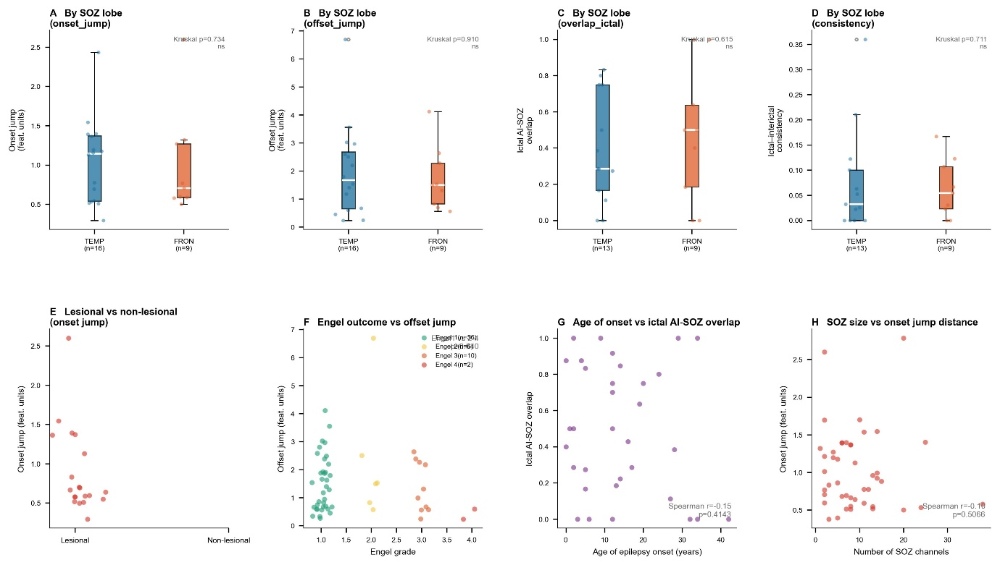 A By SOZ lobe
(onset_jump)
Kruskal p=0.734
ns
Onset jump
(feat. units)
2.5
2.0
1.5
1.0
0.5
TEMP
(n=16)
FRON
(n=9)
B By SOZ lobe
(offset_jump)
Kruskal p=0.910
ns
Offset jump
(feat. units)
7
6
5
4
3
2
1
0
TEMP
(n=16)
FRON
(n=9)
C By SOZ lobe
(overlap_ictal)
Kruskal p=0.615
ns
Ictal AI-SOZ
overlap
1.0
0.8
0.6
0.4
0.2
0.0
TEMP
(n=13)
FRON
(n=9)
D By SOZ lobe
(consistency)
Kruskal p=0.711
ns
Ictal–interictal
consistency
0.35
0.30
0.25
0.20
0.15
0.10
0.05
0.00
TEMP
(n=13)
FRON
(n=9)
E Lesional vs non-lesional
(onset jump)
Onset jump (feat. units)
2.5
2.0
1.5
1.0
0.5
Lesional
Non-lesional
F Engel outcome vs offset jump
Engel 3(n=10)
Engel 4(n=2)
Offset jump (feat. units)
7
6
5
4
3
2
1
0
1.0
1.5
2.0
2.5
3.0
3.5
4.0
Engel grade
G Age of onset vs ictal AI-SOZ overlap
Ictal AI-SOZ overlap
1.0
0.8
0.6
0.4
0.2
0.0
Spearman r=-0.15
p=0.4143
0
10
20
30
40
Age of epilepsy onset (years)
H SOZ size vs onset jump distance
Onset jump (feat. units)
2.5
2.0
1.5
1.0
0.5
Spearman r=-0.10
p=0.5066
0
10
20
30
Number of SOZ channels